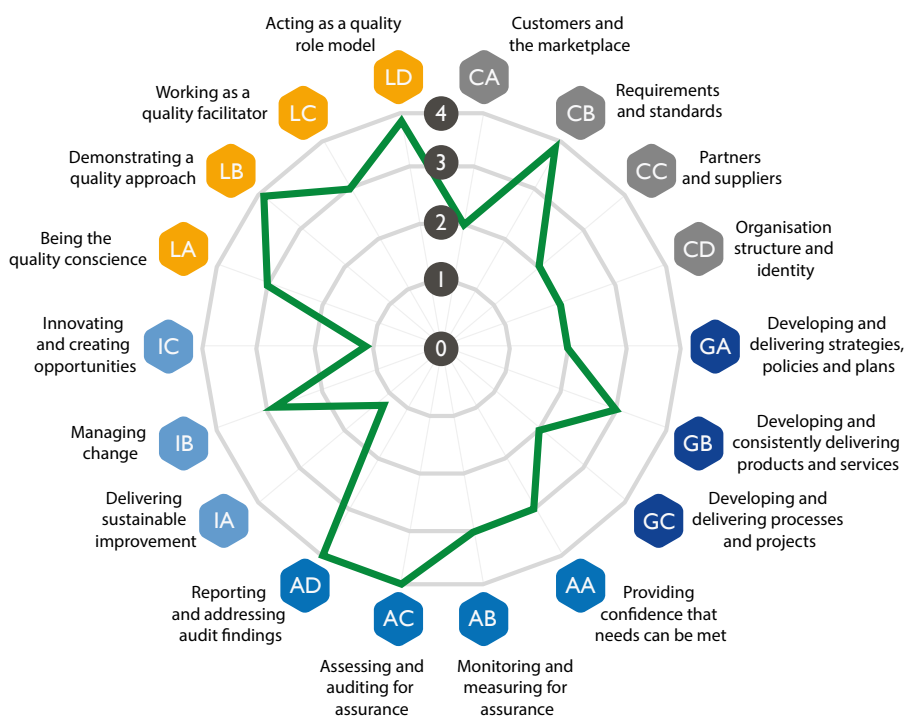 Acting as a quality
role model
LD
Customers and
the marketplace
CA
Working as a
quality facilitator
LC
Requirements
and standards
CB
Demonstrating a
quality approach
LB
Partners
and suppliers
CC
Being the
quality conscience
LA
Organisation
structure and
identity
CD
Innovating
and creating
opportunities
IC
Developing and
delivering strategies,
policies and plans
GA
Managing
change
IB
Developing and
consistently delivering
products and services
GB
Delivering
sustainable
improvement
IA
Developing and
delivering processes
and projects
GC
Reporting
and addressing
audit findings
AD
Assessing and
auditing for
assurance
AC
Monitoring and
measuring for
assurance
AB
Providing
confidence that
needs can be met
AA
4
3
2
1
0